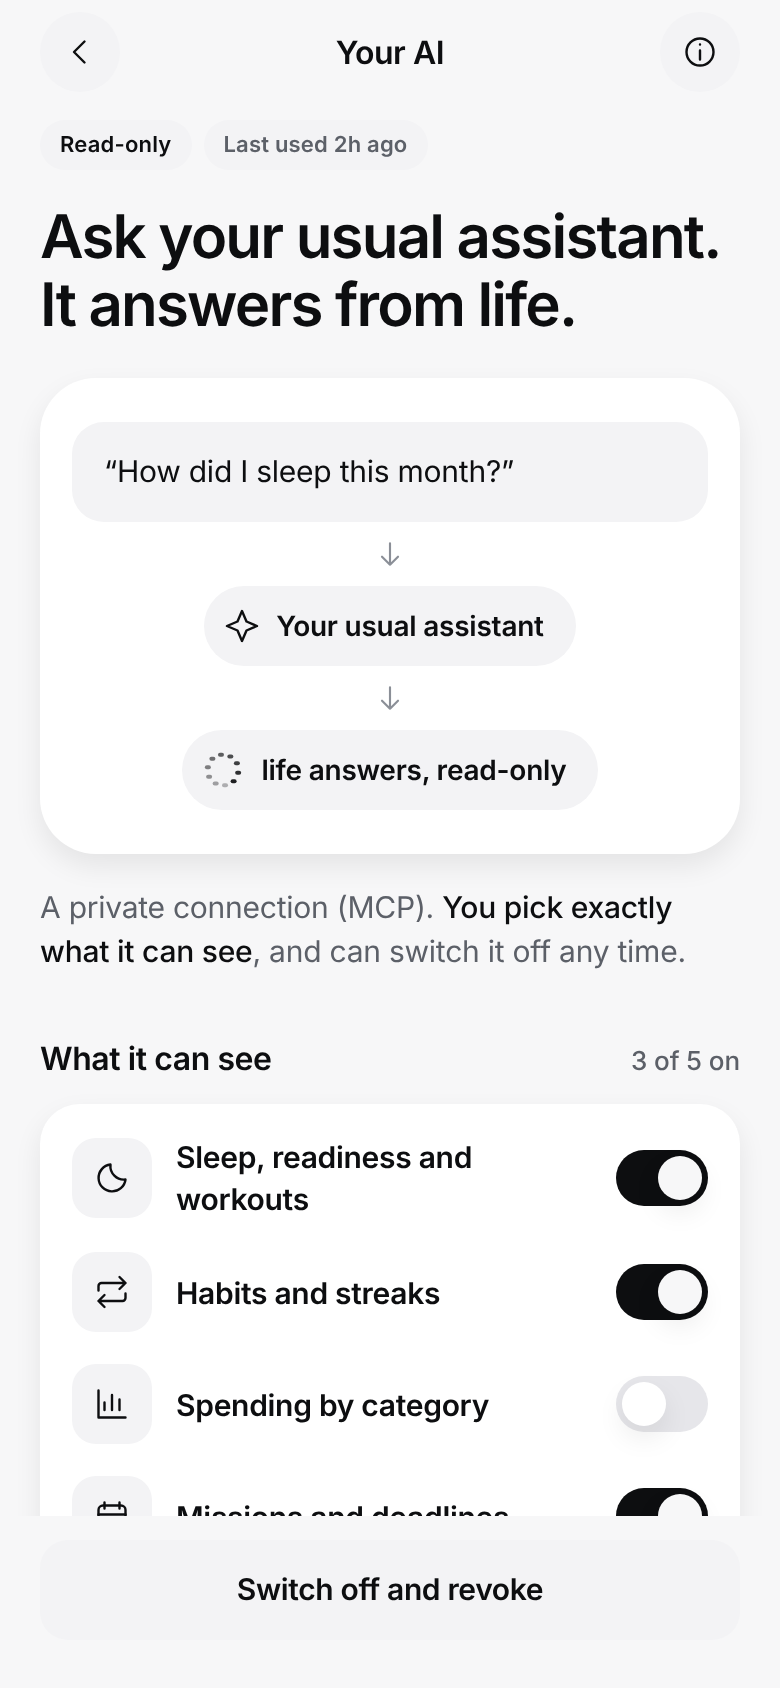 Your AI
Read-only
Last used 2h ago
Ask your usual assistant.
It answers from life.
“How did I sleep this month?”
Your usual assistant
life answers, read-only
A private connection (MCP). You pick exactly
what it can see, and can switch it off any time.
What it can see
3 of 5 on
Sleep, readiness and
workouts
Habits and streaks
Spending by category
Missions and deadlines
Switch off and revoke